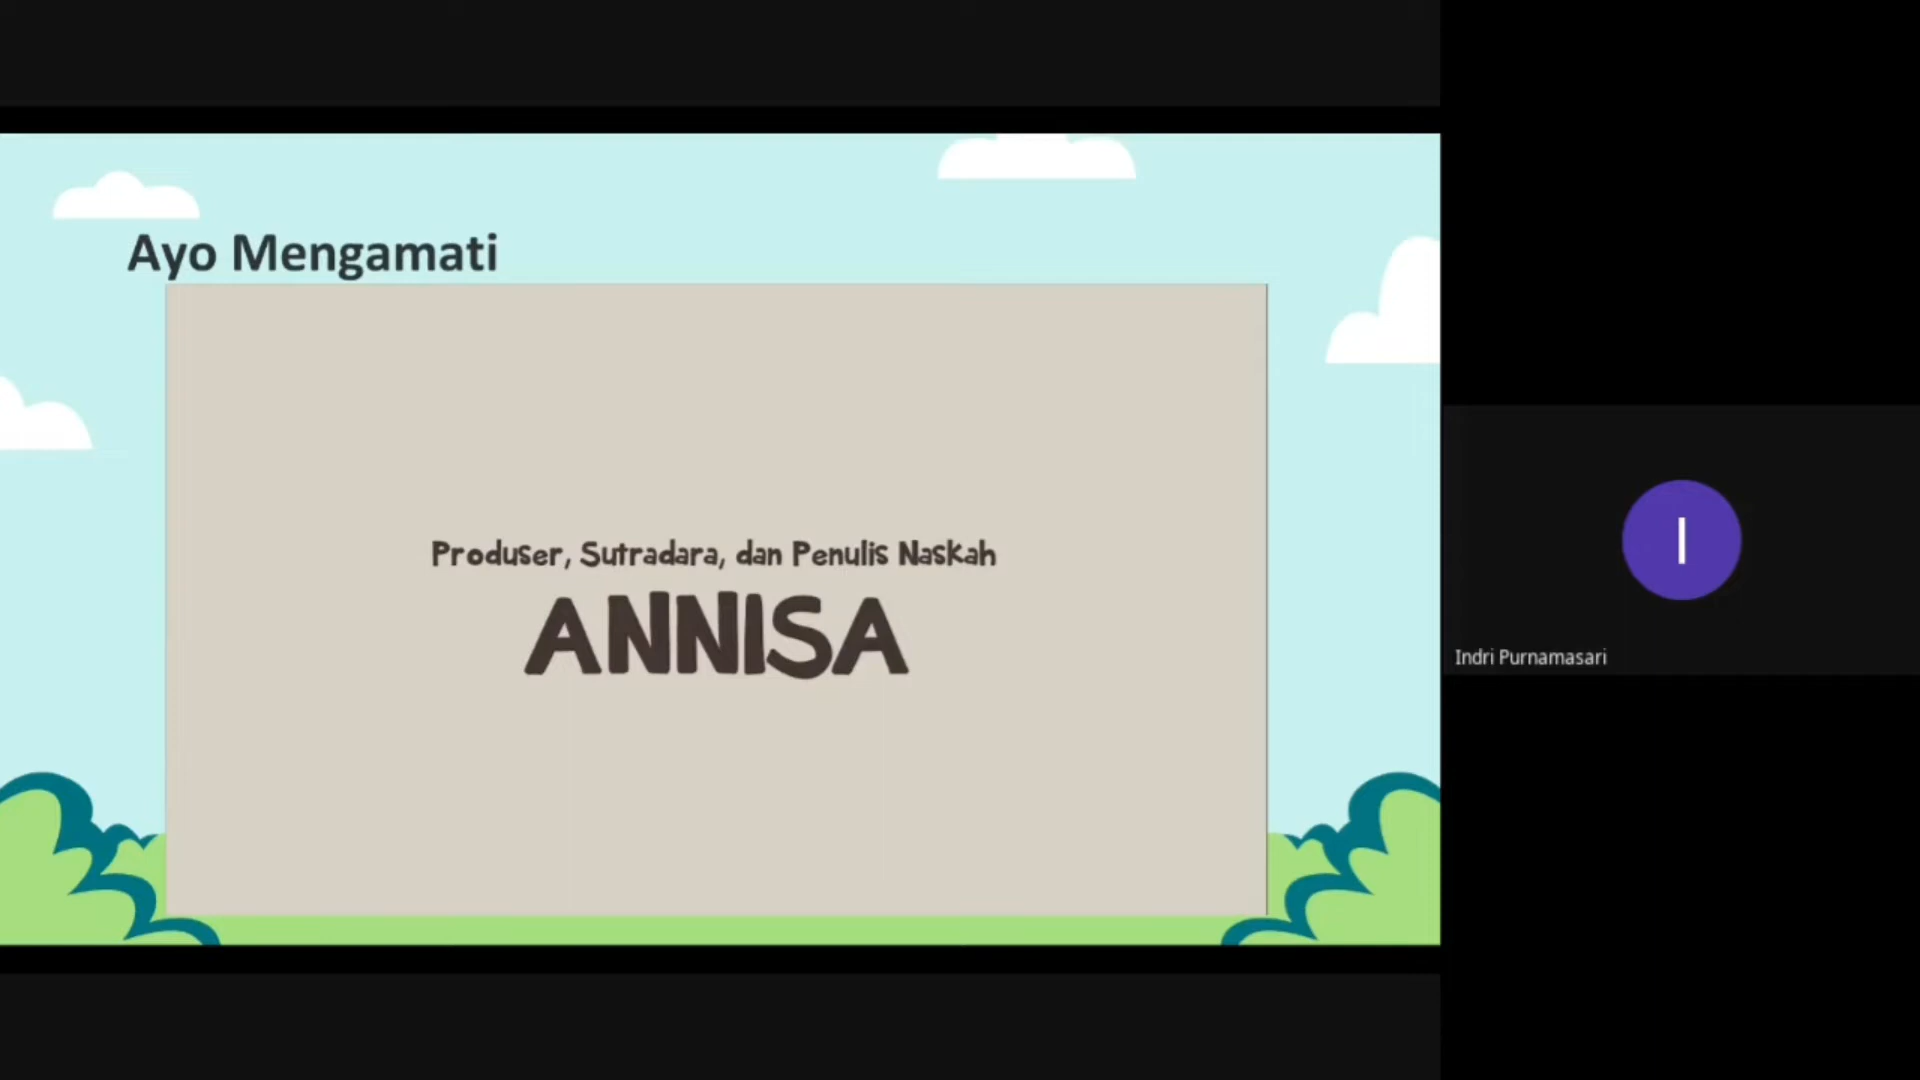 Ayo Mengamati
Produser, Sutradara, dan Penulis Naskah
ANNISA
I
Indri Purnamasari